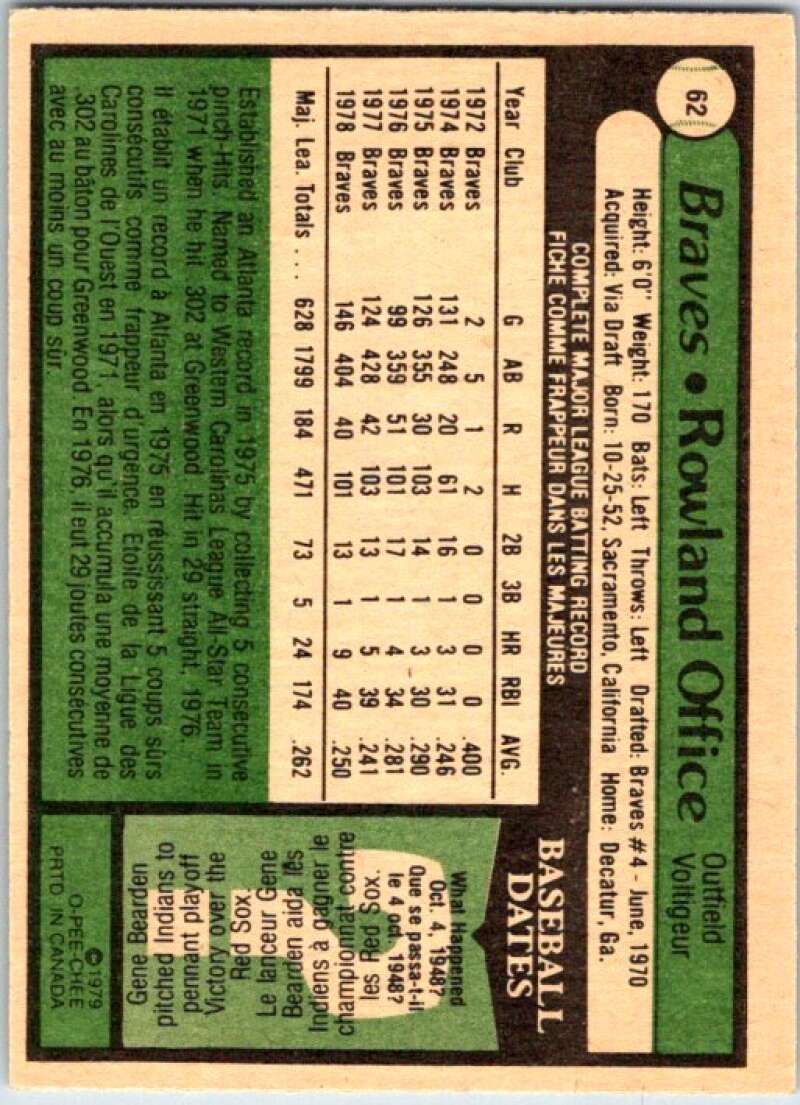 62
Braves • Rowland Office
Outfield
Voltigeur
Height: 6'0" Weight: 170 Bats: Left Throws: Left Drafted: Braves #4 - June, 1970
Acquired: Via Draft Born: 10-25-52, Sacramento, California Home: Decatur, Ga.
COMPLETE MAJOR LEAGUE BATTING RECORD
FICHE COMME FRAPPEUR DANS LES MAJEURES
Year Club G AB R H 2B 3B HR RBI AVG.
1972 Braves 2 5 1 2 0 0 0 0 .400
1974 Braves 131 248 20 61 16 1 3 31 .246
1975 Braves 126 355 30 103 14 1 3 30 .290
1976 Braves 99 359 51 101 17 1 4 34 .281
1977 Braves 124 428 42 103 13 1 5 39 .241
1978 Braves 146 404 40 101 13 1 9 40 .250
Maj. Lea. Totals . . . 628 1799 184 471 73 5 24 174 .262
Established an Atlanta record in 1975 by collecting 5 consecutive
pinch-Hits. Named to Western Carolinas League All-Star Team in
1971 when he hit .302 at Greenwood. Hit in 29 straight, 1976.
Il établit un record à Atlanta en 1975 en réussissant 5 coups sûrs
consécutifs comme frappeur d'urgence. Etoile de la Ligue des
Carolines de l'Ouest en 1971, alors qu'il accumula une moyenne de
.302 au bâton pour Greenwood. En 1976, il eut 29 joutes consécutives
avec au moins un coup sûr.
BASEBALL
DATES
What Happened
Oct. 4, 1948?
Que se passa-t-il
le 4 oct. 1948?
Gene Bearden
pitched Indians to
pennant playoff
Victory over the
Red Sox.
Le lanceur Gene
Bearden aida les
Indiens à gagner le
championnat contre
les Red Sox.
©1979
O-PEE-CHEE
PRTD. IN CANADA